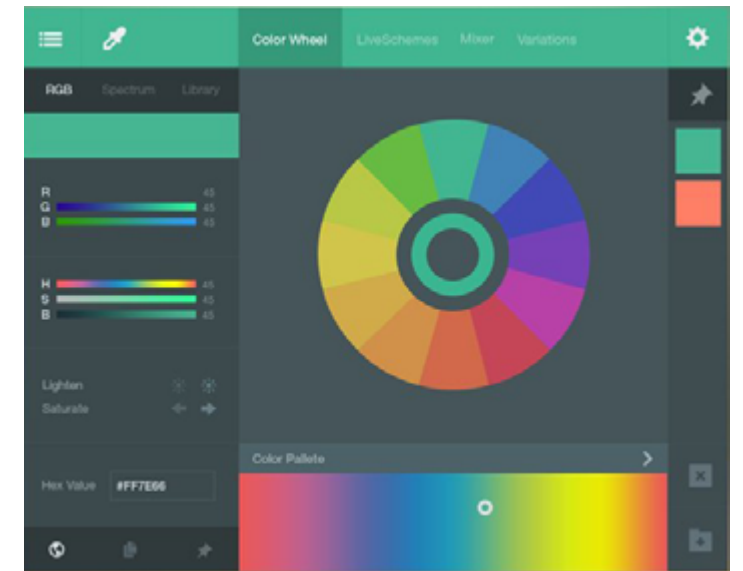 Color Wheel LiveSchemes Mixer Variations
RGB Spectrum Library
R 45
G 45
B 45
H 45
S 45
B 45
Lighten
Saturate
Color Pallete
Hex Value #FF7E66